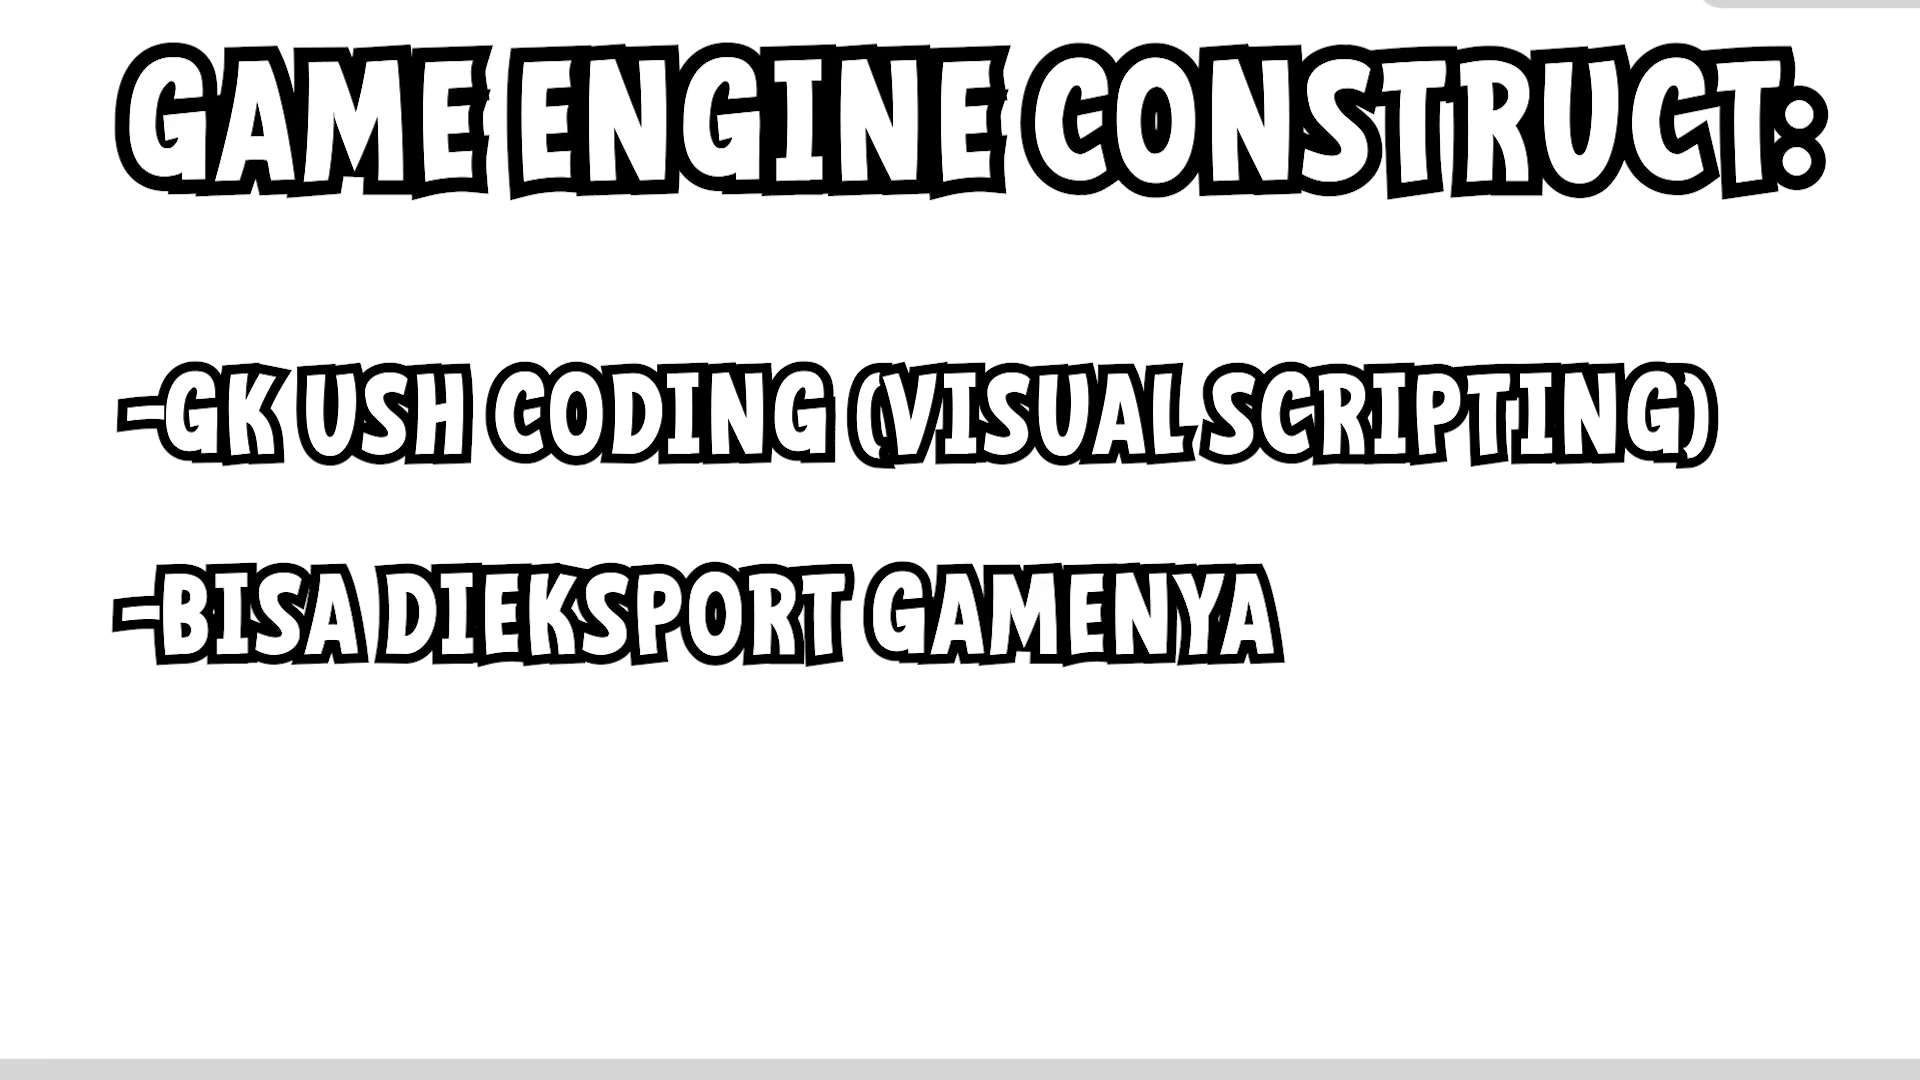 GAME ENGINE CONSTRUCT:
-GK USH CODING (VISUAL SCRIPTING)
-BISA DIEKSPORT GAMENYA